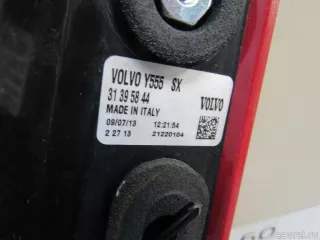 VOLVO Y555 SX
31 39 58 44
MADE IN ITALY
VOLVO
09/07/13 12:21:54
2 27 13 21220104